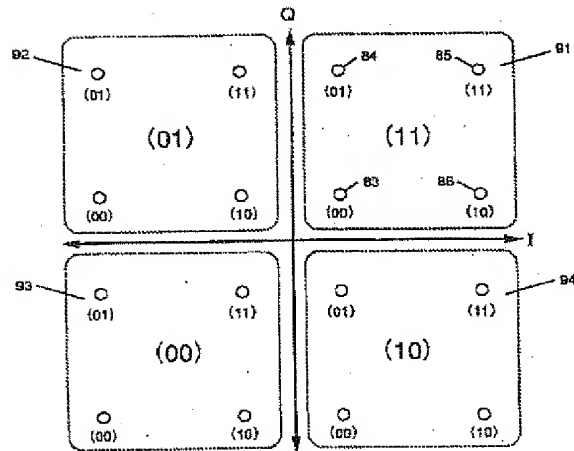 Q
92 84 85 91
(01) (11) (01) (11)
(01) (11)
83 86
(00) (10) (00) (10)
I
93 94
(01) (11) (01) (11)
(00) (10)
(00) (10) (00) (10)